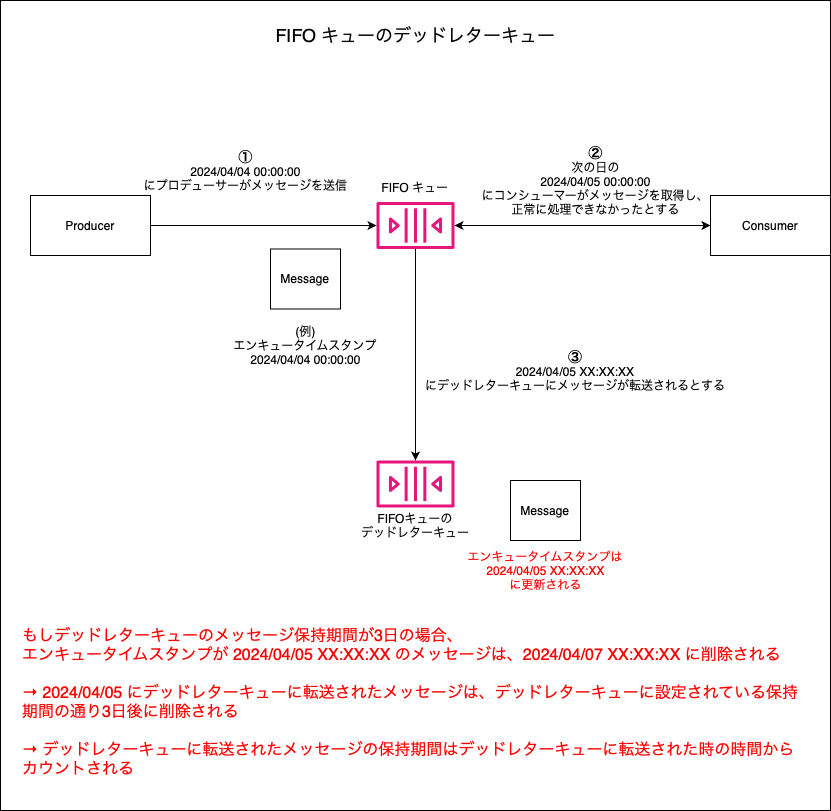 FIFO キューのデッドレターキュー
①
2024/04/04 00:00:00
にプロデューサーがメッセージを送信
②
次の日の
2024/04/05 00:00:00
にコンシューマーがメッセージを取得し、
正常に処理できなかったとする
FIFO キュー
Producer
Consumer
Message
(例)
エンキュータイムスタンプ
2024/04/04 00:00:00
③
2024/04/05 XX:XX:XX
にデッドレターキューにメッセージが転送されるとする
FIFOキューの
デッドレターキュー
Message
エンキュータイムスタンプは
2024/04/05 XX:XX:XX
に更新される
もしデッドレターキューのメッセージ保持期間が3日の場合、
エンキュータイムスタンプが 2024/04/05 XX:XX:XX のメッセージは、2024/04/07 XX:XX:XX に削除される
→ 2024/04/05 にデッドレターキューに転送されたメッセージは、デッドレターキューに設定されている保持
期間の通り3日後に削除される
→ デッドレターキューに転送されたメッセージの保持期間はデッドレターキューに転送された時の時間から
カウントされる